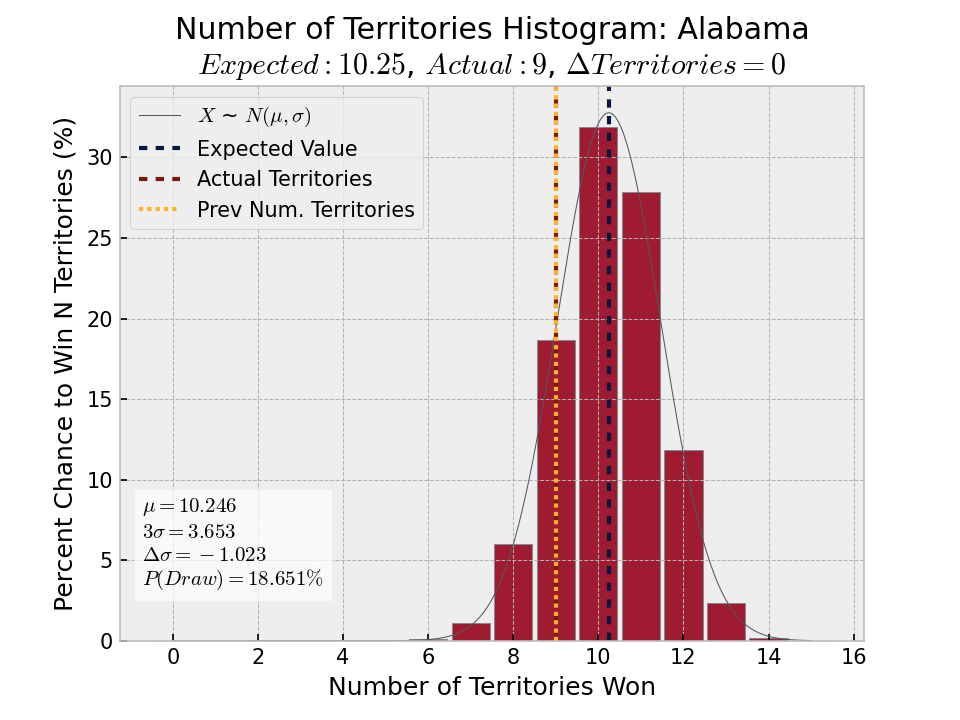 Number of Territories Histogram: Alabama
Expected: 10.25, Actual: 9, ΔTerritories = 0
X ~ N(μ, σ)
Expected Value
Actual Territories
Prev Num. Territories
Percent Chance to Win N Territories (%)
30
25
20
15
10
5
0
μ = 10.246
3σ = 3.653
Δσ = −1.023
P(Draw) = 18.651%
0 2 4 6 8 10 12 14 16
Number of Territories Won